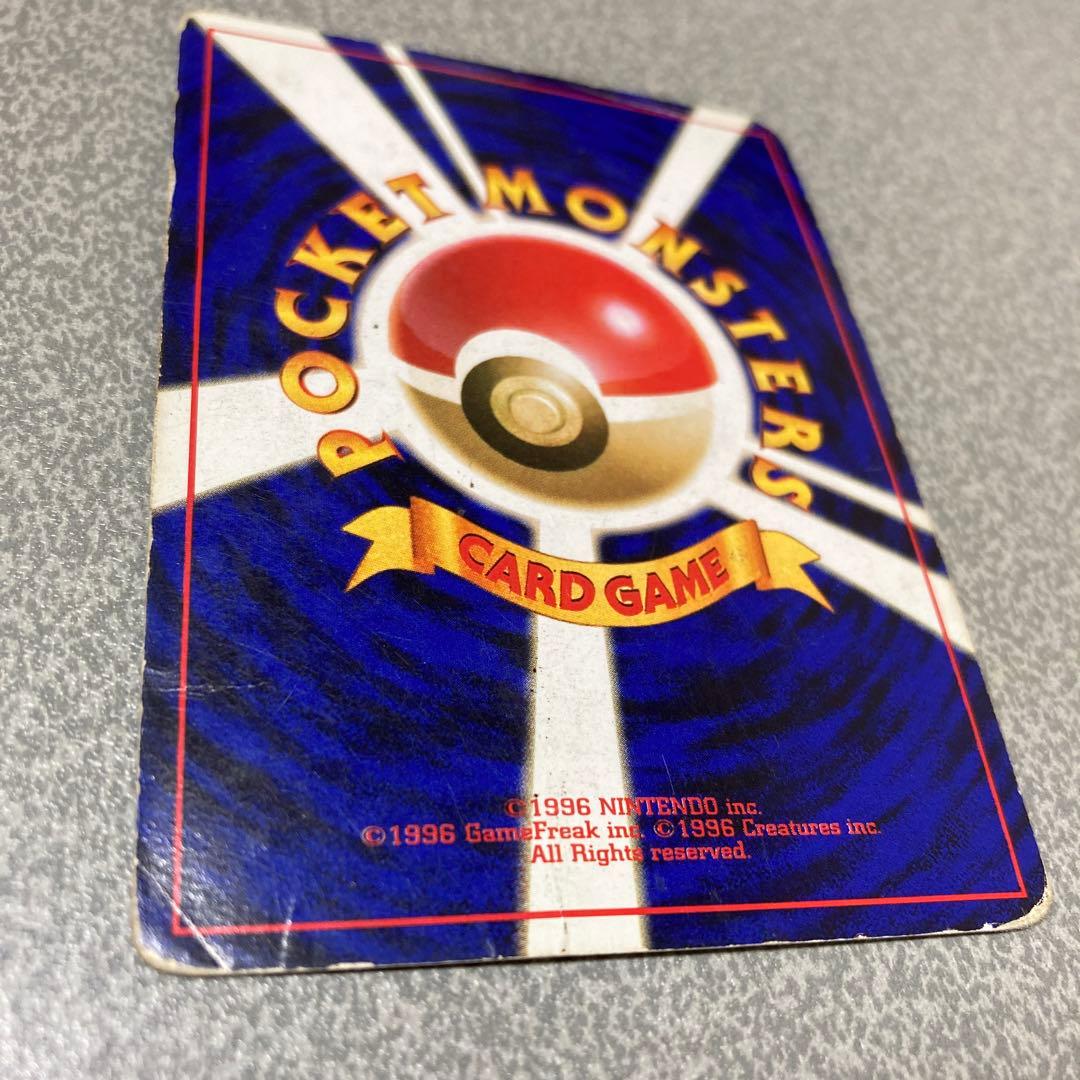 POCKET MONSTERS
CARD GAME
©1996 NINTENDO inc.
©1996 GameFreak inc. ©1996 Creatures inc.
All Rights reserved.